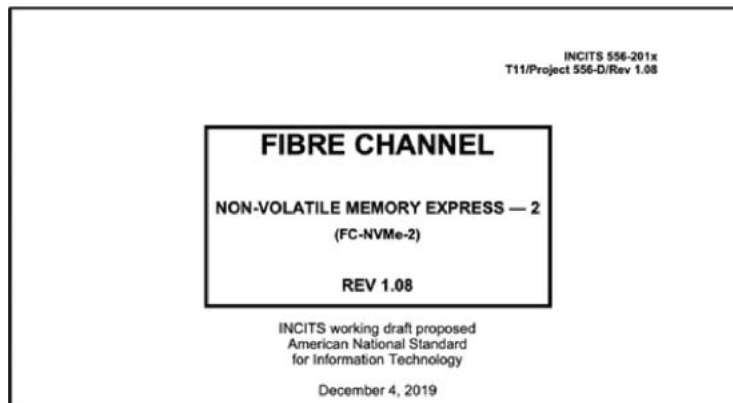 INCITS 556-201x
T11/Project 556-D/Rev 1.08
FIBRE CHANNEL
NON-VOLATILE MEMORY EXPRESS — 2
(FC-NVMe-2)
REV 1.08
INCITS working draft proposed
American National Standard
for Information Technology
December 4, 2019